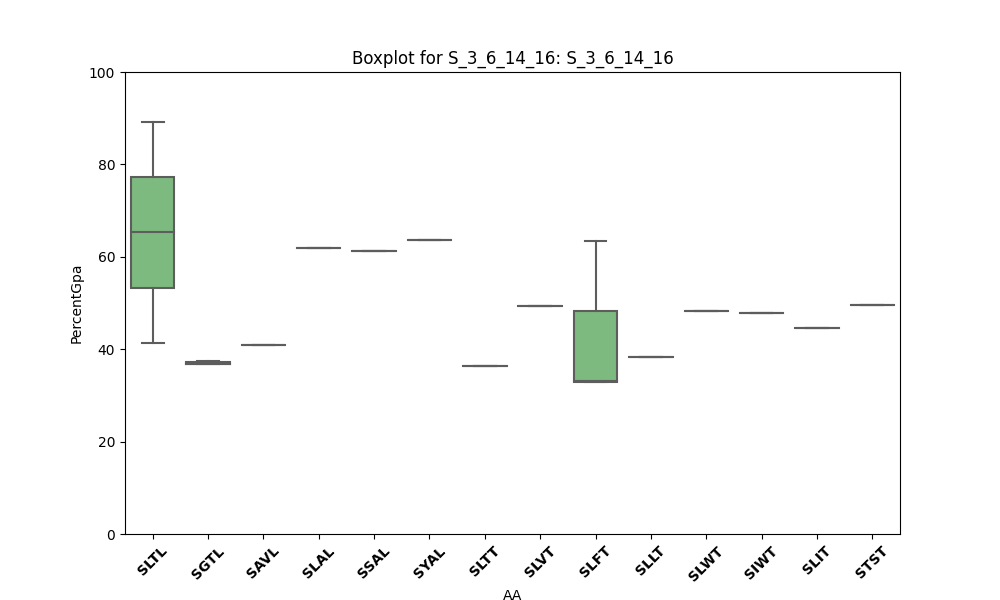 Boxplot for S_3_6_14_16: S_3_6_14_16
100
80
60
40
20
0
PercentGpa
SLTL
SGTL
SAVL
SLAL
SSAL
SYAL
SLTT
SLVT
SLFT
SLLT
SLWT
SIWT
SLIT
STST
AA